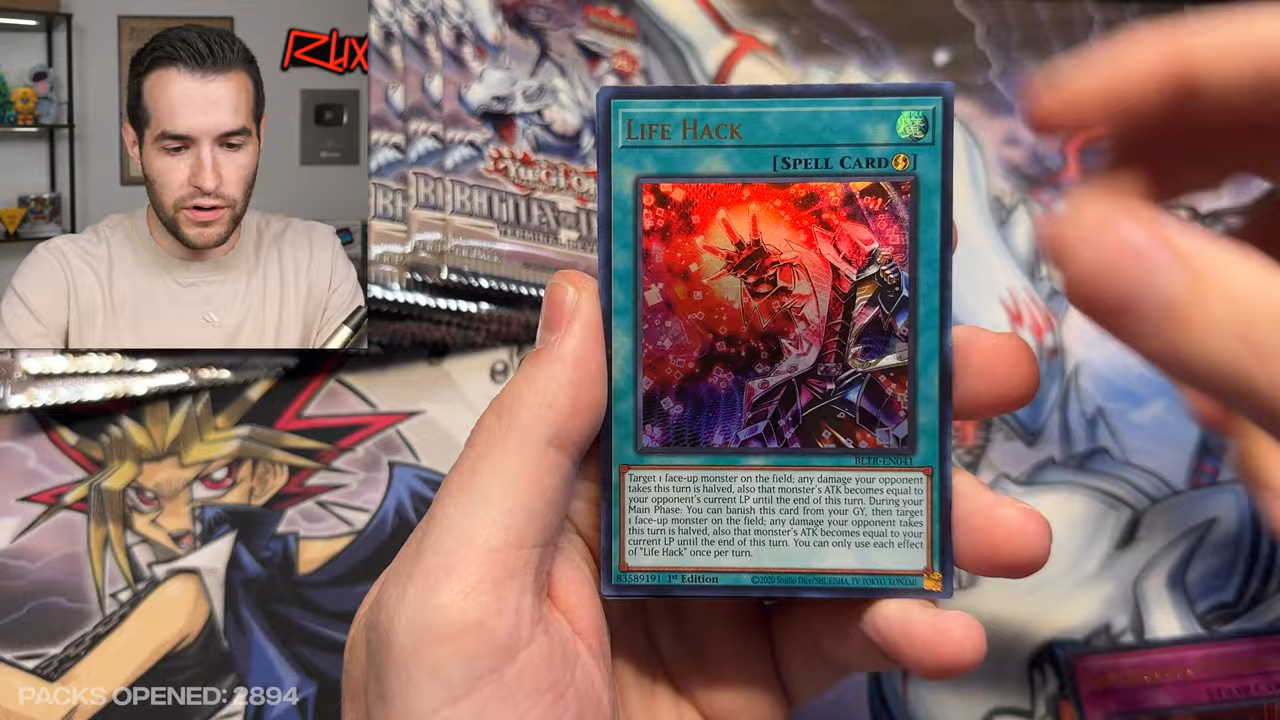 Life Hack
[Spell Card]
BLTR-EN041
Target 1 face-up monster on the field; any damage your opponent
takes this turn is halved, also that monster's ATK becomes equal to
your opponent's current LP until the end of this turn. During your
Main Phase: You can banish this card from your GY, then target
1 face-up monster on the field; any damage your opponent takes
this turn is halved, also that monster's ATK becomes equal to your
current LP until the end of this turn. You can only use each effect
of "Life Hack" once per turn.
83589191 1st Edition
©2020 Studio Dice/SHUEISHA, TV TOKYO, KONAMI
PACKS OPENED: 2894